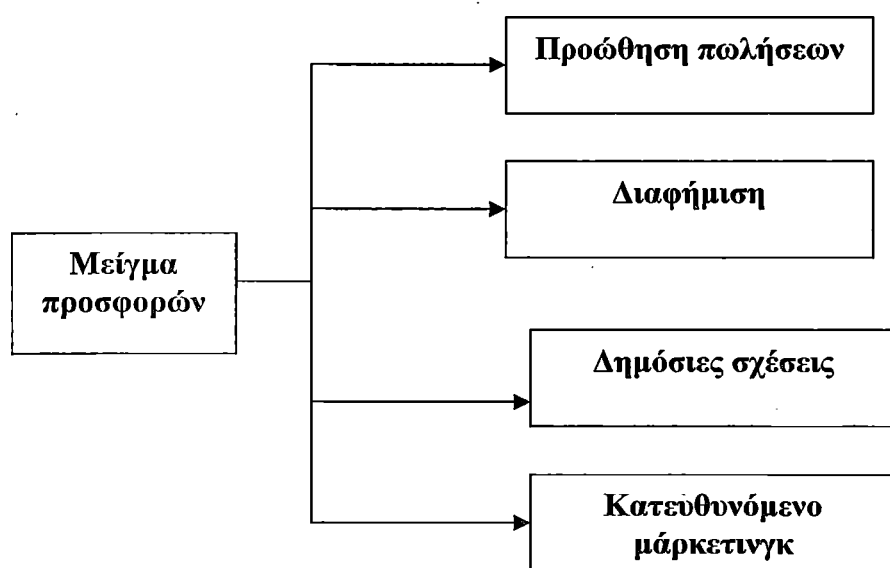 Προώθηση πωλήσεων
Διαφήμιση
Μείγμα
προσφορών
Δημόσιες σχέσεις
Κατευθυνόμενο
μάρκετινγκ